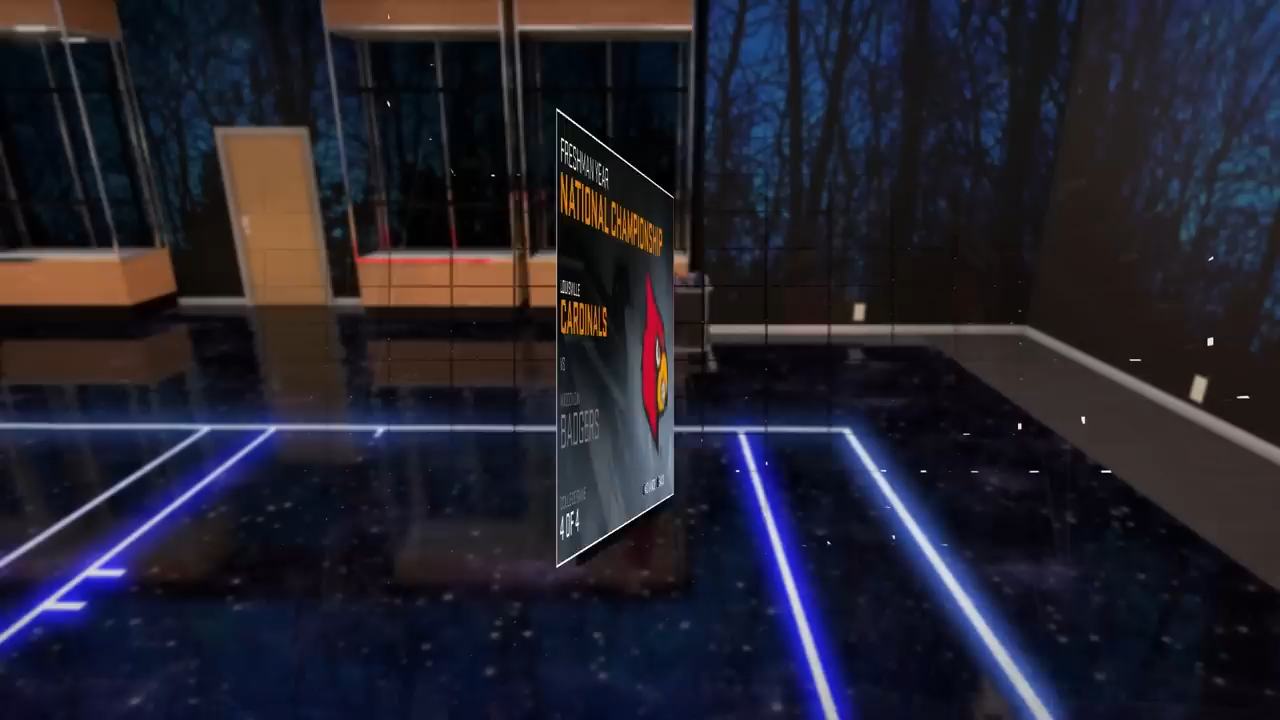 FRESHMAN YEAR
NATIONAL CHAMPIONSHIP
LOUISVILLE
CARDINALS
VS
BADGERS
4 OF 4